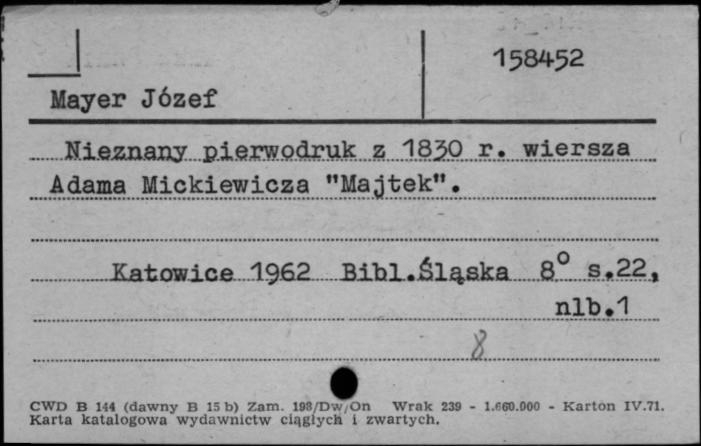 158452
Mayer Józef
Nieznany pierwodruk z 1830 r. wiersza
Adama Mickiewicza "Majtek".
Katowice 1962 Bibl.Śląska 8° s.22,
nlb.1
8
CWD B 144 (dawny B 15 b) Zam. 198/Dw/On Wrak 239 - 1.660.000 - Karton IV.71.
Karta katalogowa wydawnictw ciągłych i zwartych.